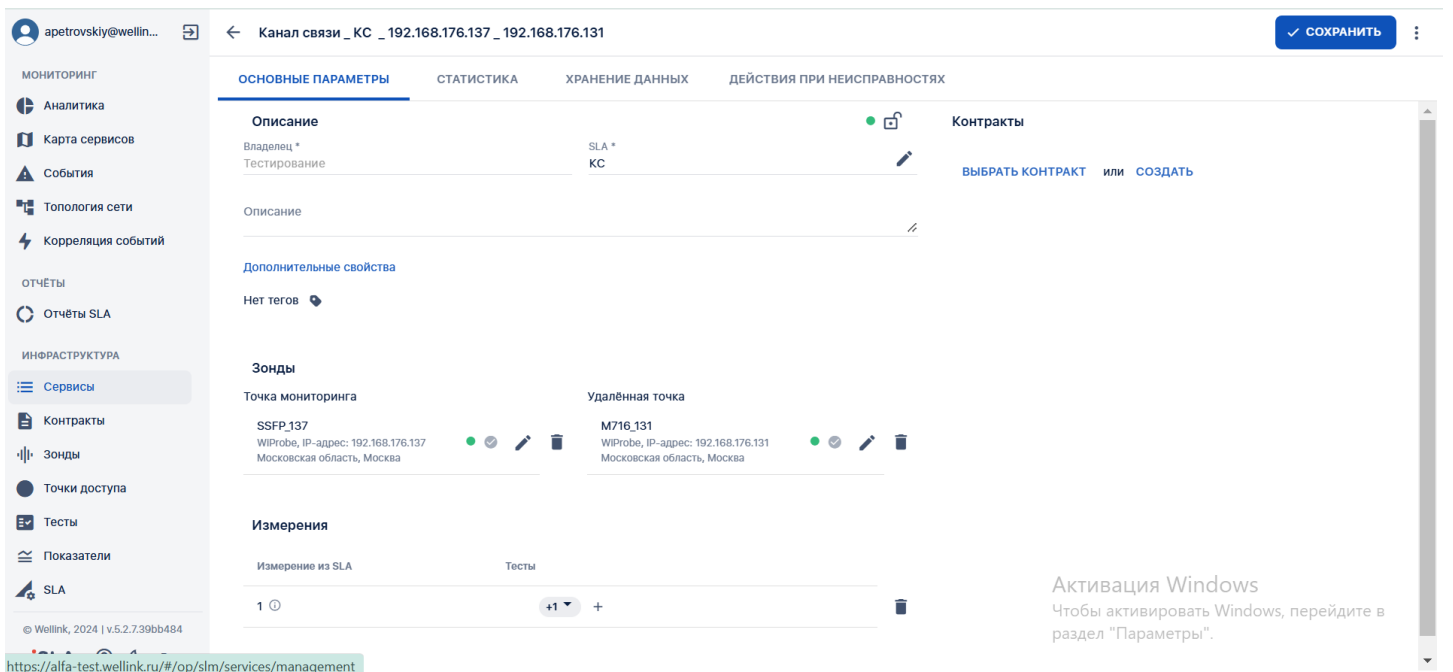 apetrovskiy@wellin...
МОНИТОРИНГ
Аналитика
Карта сервисов
События
Топология сети
Корреляция событий
ОТЧЁТЫ
Отчёты SLA
ИНФРАСТРУКТУРА
Сервисы
Контракты
Зонды
Точки доступа
Тесты
Показатели
SLA
© Wellink, 2024 | v.5.2.7.39bb484
https://alfa-test.wellink.ru/#/op/slm/services/management
Канал связи _ КС _ 192.168.176.137 _ 192.168.176.131
СОХРАНИТЬ
ОСНОВНЫЕ ПАРАМЕТРЫ СТАТИСТИКА ХРАНЕНИЕ ДАННЫХ ДЕЙСТВИЯ ПРИ НЕИСПРАВНОСТЯХ
Описание
Владелец * SLA *
Тестирование КС
Описание
Дополнительные свойства
Нет тегов
Зонды
Точка мониторинга Удалённая точка
SSFP_137 M716_131
WiProbe, IP-адрес: 192.168.176.137 WiProbe, IP-адрес: 192.168.176.131
Московская область, Москва Московская область, Москва
Измерения
Измерение из SLA Тесты
1 +1 +
Контракты
ВЫБРАТЬ КОНТРАКТ или СОЗДАТЬ
Активация Windows
Чтобы активировать Windows, перейдите в
раздел "Параметры".